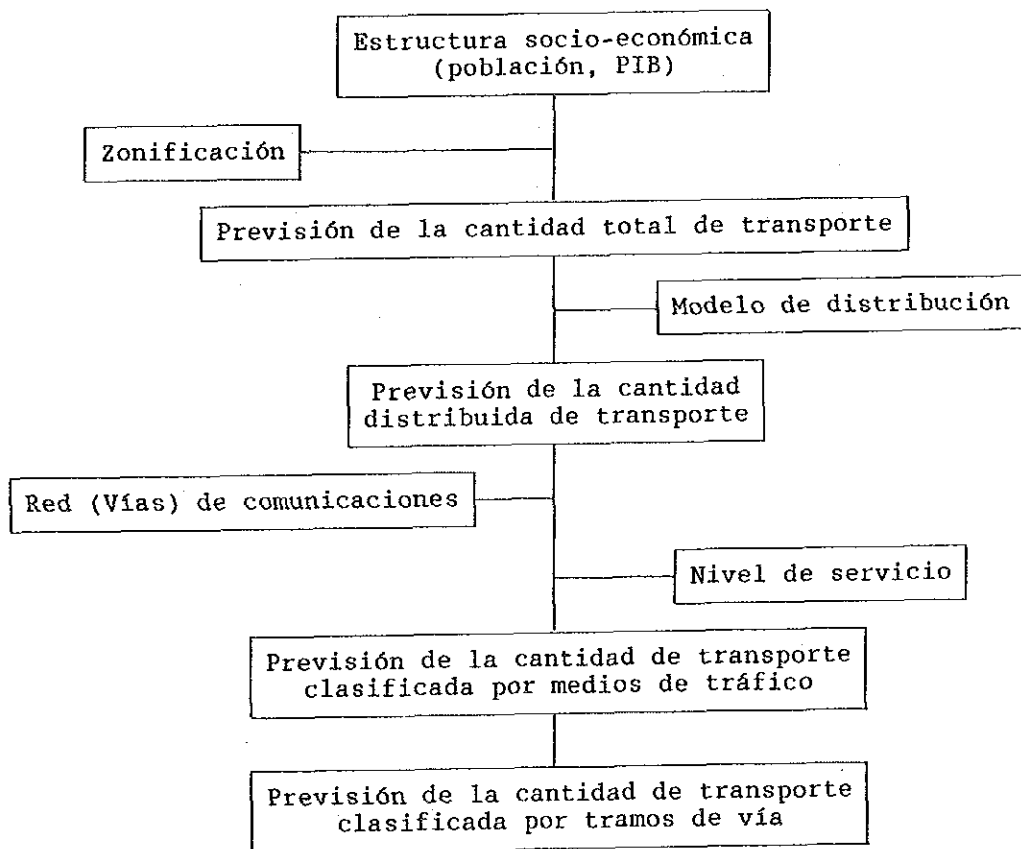 Estructura socio-económica
(población, PIB)
Zonificación
Previsión de la cantidad total de transporte
Modelo de distribución
Previsión de la cantidad
distribuida de transporte
Red (Vías) de comunicaciones
Nivel de servicio
Previsión de la cantidad de transporte
clasificada por medios de tráfico
Previsión de la cantidad de transporte
clasificada por tramos de vía